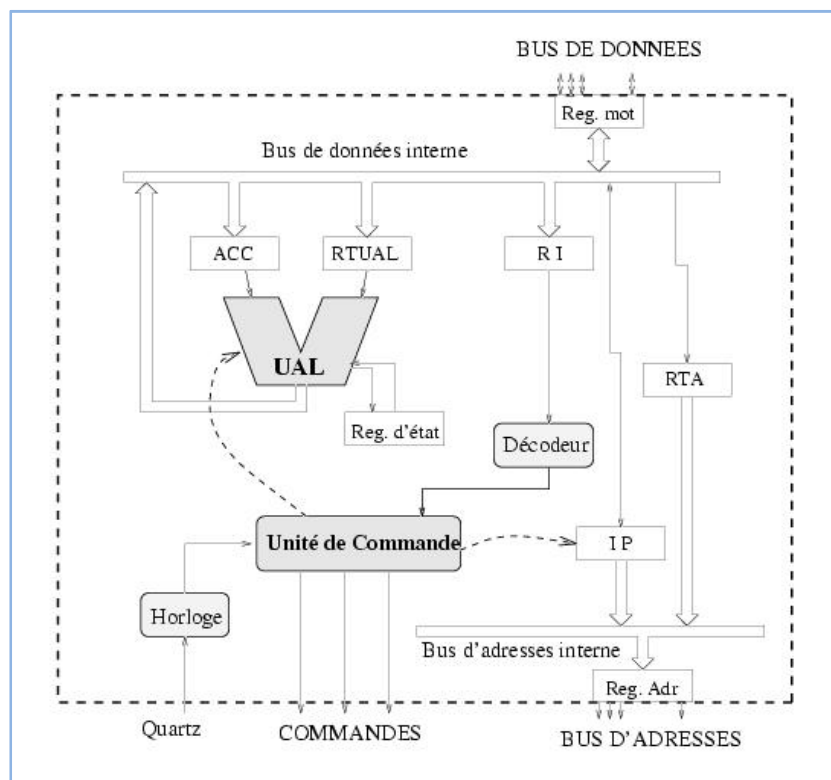 BUS DE DONNEES
Reg. mot
Bus de données interne
ACC
RTUAL
R I
UAL
RTA
Reg. d'état
Décodeur
Unité de Commande
I P
Horloge
Bus d'adresses interne
Reg. Adr
Quartz
COMMANDES
BUS D'ADRESSES